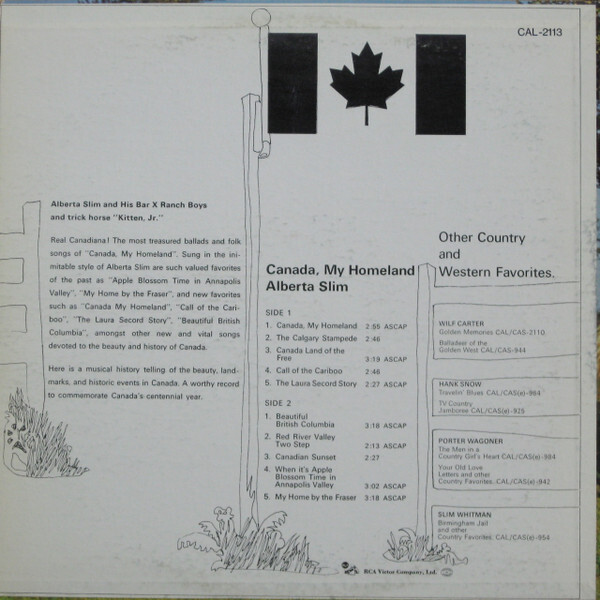 CAL-2113
Alberta Slim and His Bar X Ranch Boys
and trick horse "Kitten, Jr."
Real Canadiana! The most treasured ballads and folk
songs of "Canada, My Homeland". Sung in the ini-
mitable style of Alberta Slim are such valued favorites
of the past as "Apple Blossom Time in Annapolis
Valley", "My Home by the Fraser", and new favorites
such as "Canada My Homeland", "Call of the Cari-
boo", "The Laura Secord Story", "Beautiful British
Columbia", amongst other new and vital songs
devoted to the beauty and history of Canada.
Here is a musical history telling of the beauty, land-
marks, and historic events in Canada. A worthy record
to commemorate Canada's centennial year.
Canada, My Homeland
Alberta Slim
SIDE 1
1. Canada, My Homeland 2:55 ASCAP
2. The Calgary Stampede 2:46
3. Canadian Land of the
Free 3:19 ASCAP
4. Call of the Cariboo 2:46
5. The Laura Secord Story 2:27 ASCAP
SIDE 2
1. Beautiful
British Columbia 3:18 ASCAP
2. Red River Valley
Two Step 2:13 ASCAP
3. Canadian Sunset 2:27
4. When it's Apple
Blossom Time in
Annapolis Valley 3:02 ASCAP
5. My Home by the Fraser 3:18 ASCAP
Other Country
and
Western Favorites.
WILF CARTER
Golden Memories CAL/CAS-2110
Balladeer of the
Golden West CAL/CAS-944
HANK SNOW
Travelin' Blues CAL/CAS(e)-964
TV Country
Jamboree CAL/CAS(e)-925
PORTER WAGONER
The Man in a
Country Girl's Heart CAL/CAS(e)-984
Your Old Love
Letters and other
Country Favorites. CAL/CAS(e)-942
SLIM WHITMAN
Birmingham Jail
and other
Country Favorites. CAL/CAS(e)-954
RCA Victor Company, Ltd.